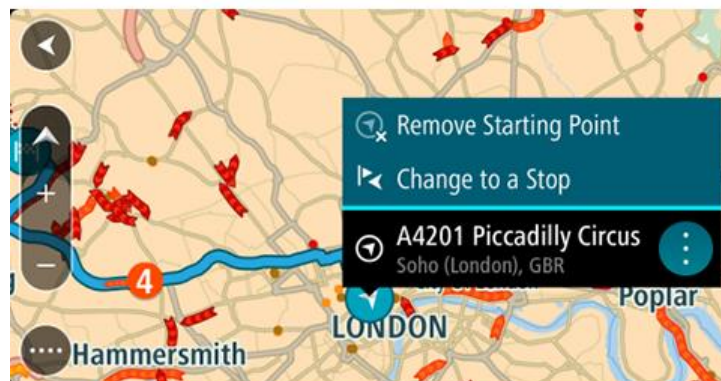 Remove Starting Point
Change to a Stop
A4201 Piccadilly Circus
Soho (London), GBR
4
Poplar
LONDON
Hammersmith